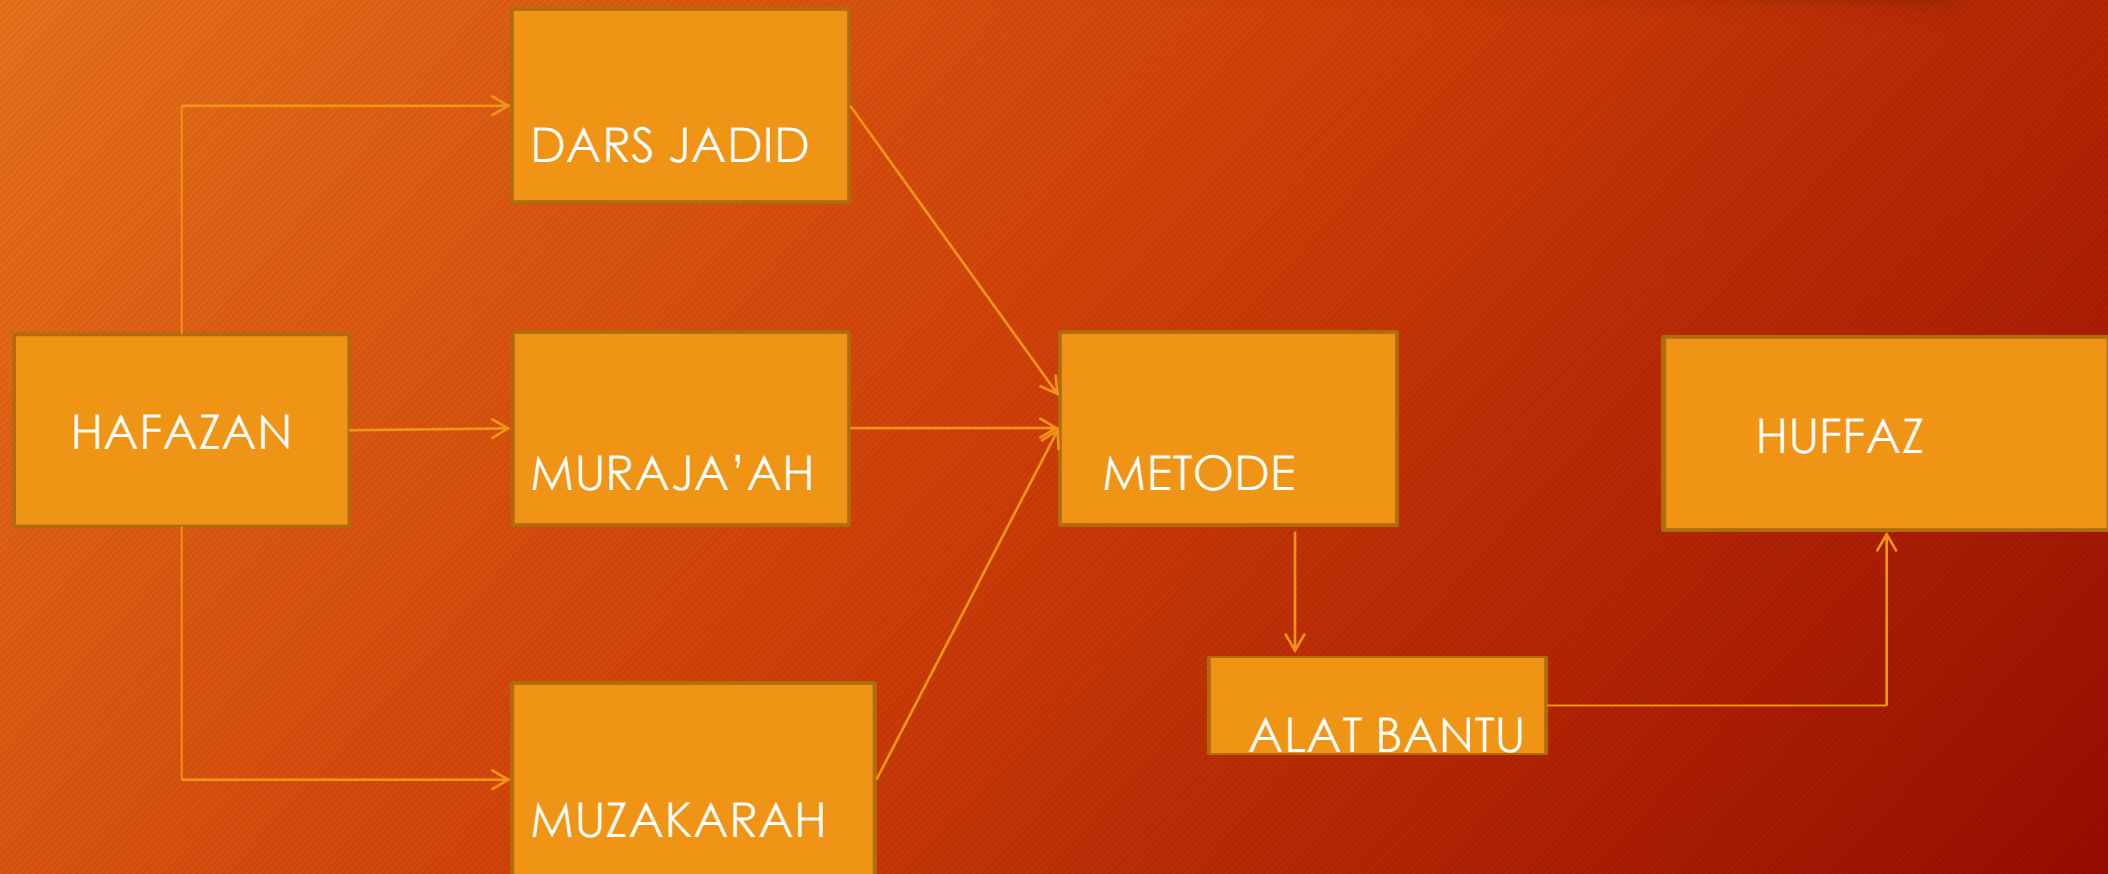 DARS JADID
HAFAZAN
MURAJA’AH
METODE
HUFFAZ
ALAT BANTU
MUZAKARAH